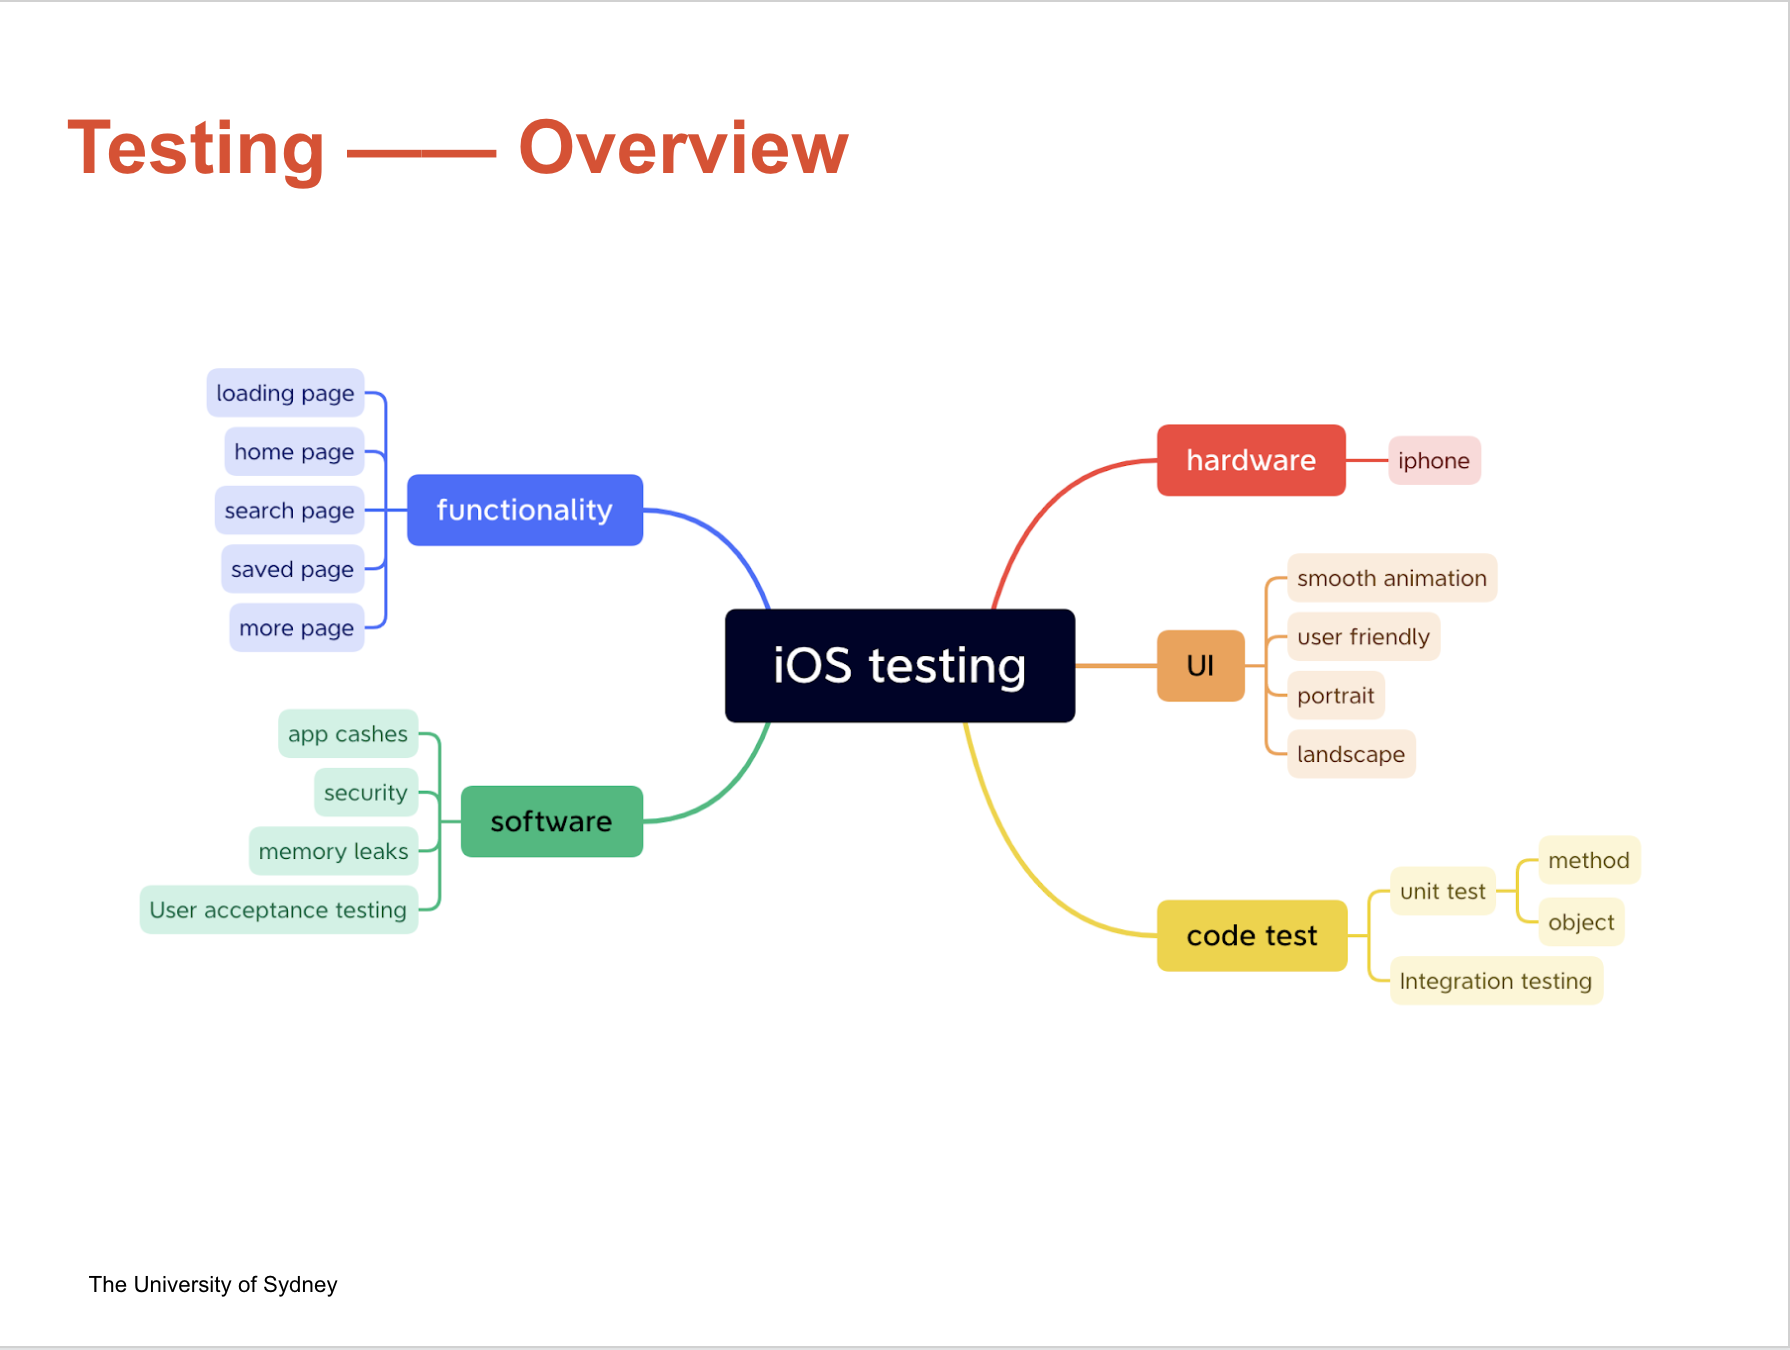 Testing —— Overview
loading page
home page
search page
saved page
more page
functionality
app cashes
security
memory leaks
User acceptance testing
software
iOS testing
hardware
iphone
UI
smooth animation
user friendly
portrait
landscape
code test
unit test
method
object
Integration testing
The University of Sydney